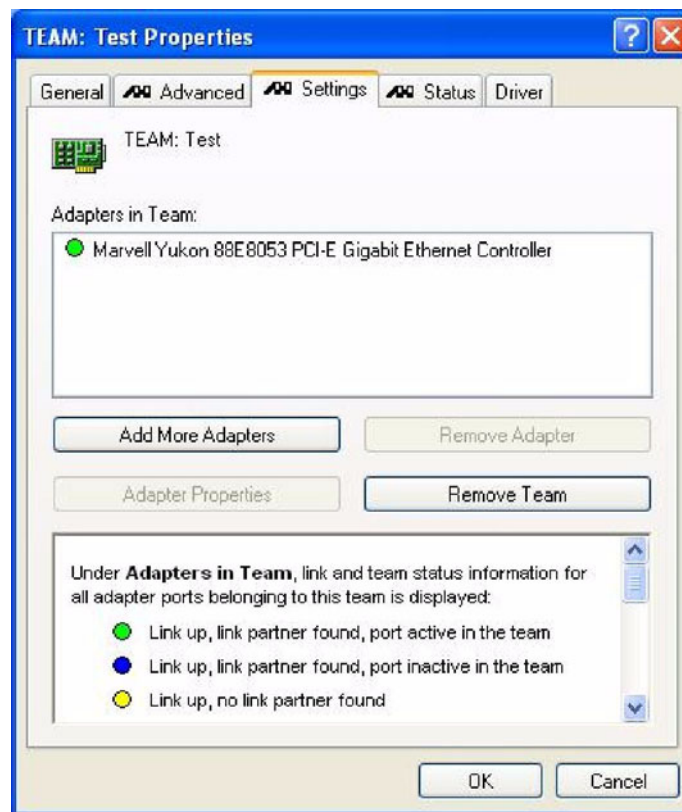 TEAM: Test Properties
General Advanced Settings Status Driver
TEAM: Test
Adapters in Team:
Marvell Yukon 88E8053 PCI-E Gigabit Ethernet Controller
Add More Adapters Remove Adapter
Adapter Properties Remove Team
Under Adapters in Team, link and team status information for
all adapter ports belonging to this team is displayed:
Link up, link partner found, port active in the team
Link up, link partner found, port inactive in the team
Link up, no link partner found
OK Cancel